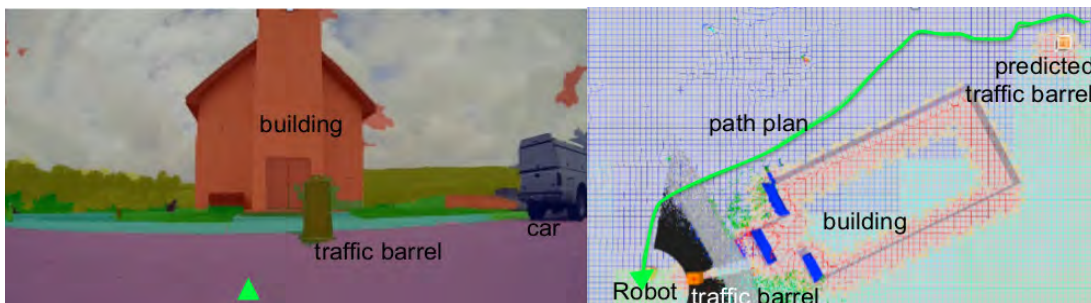 building
traffic barrel
car
predicted
traffic barrel
path plan
building
Robot
traffic barrel